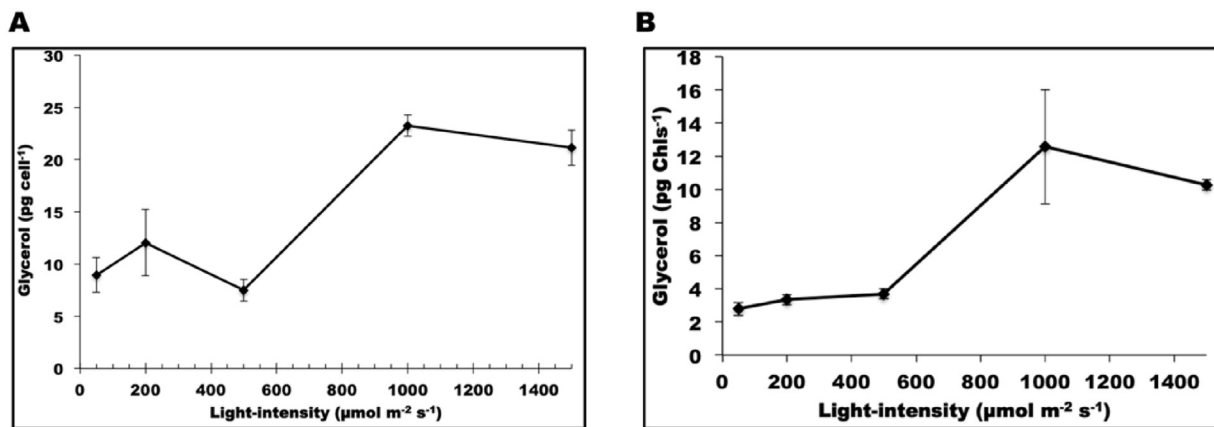 A
30
25
20
15
10
5
0
Glycerol (pg cell⁻¹)
0 200 400 600 800 1000 1200 1400
Light-intensity (µmol m⁻² s⁻¹)
B
18
16
14
12
10
8
6
4
2
0
Glycerol (pg Chls⁻¹)
0 200 400 600 800 1000 1200 1400
Light-intensity (µmol m⁻² s⁻¹)